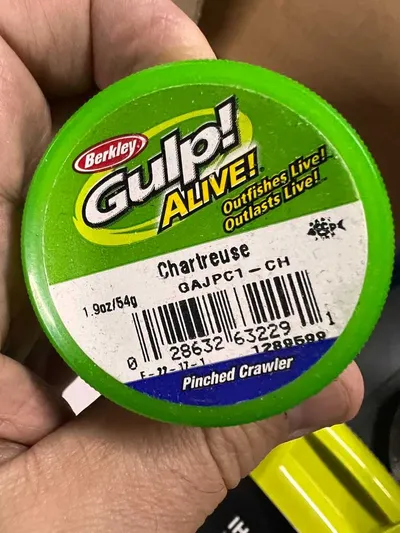 Berkley
Gulp!
ALIVE!
Outfishes Live!
Outlasts Live!
Chartreuse
GAJPC1-CH
1.9oz/54g
0 28632 63229 1
1289598
Pinched Crawler